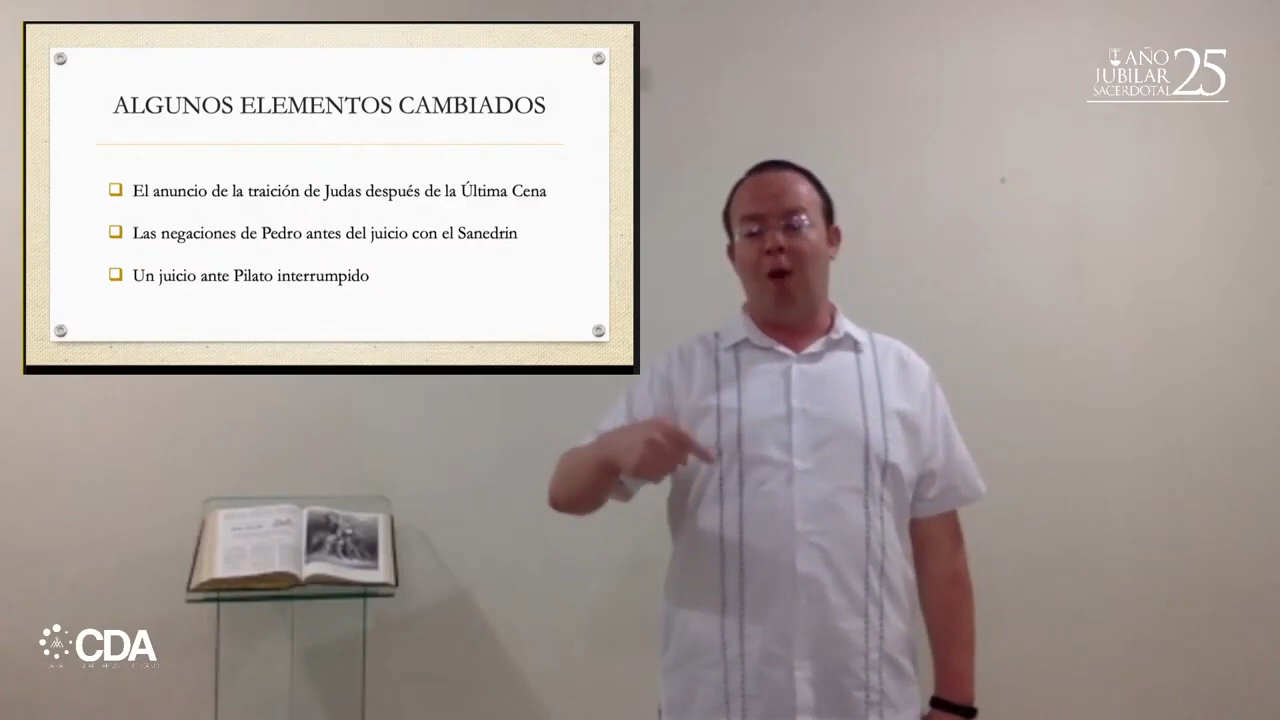 ALGUNOS ELEMENTOS CAMBIADOS
El anuncio de la traición de Judas después de la Última Cena
Las negaciones de Pedro antes del juicio con el Sanedrin
Un juicio ante Pilato interrumpido
AÑO
JUBILAR
SACERDOTAL
25
CDA